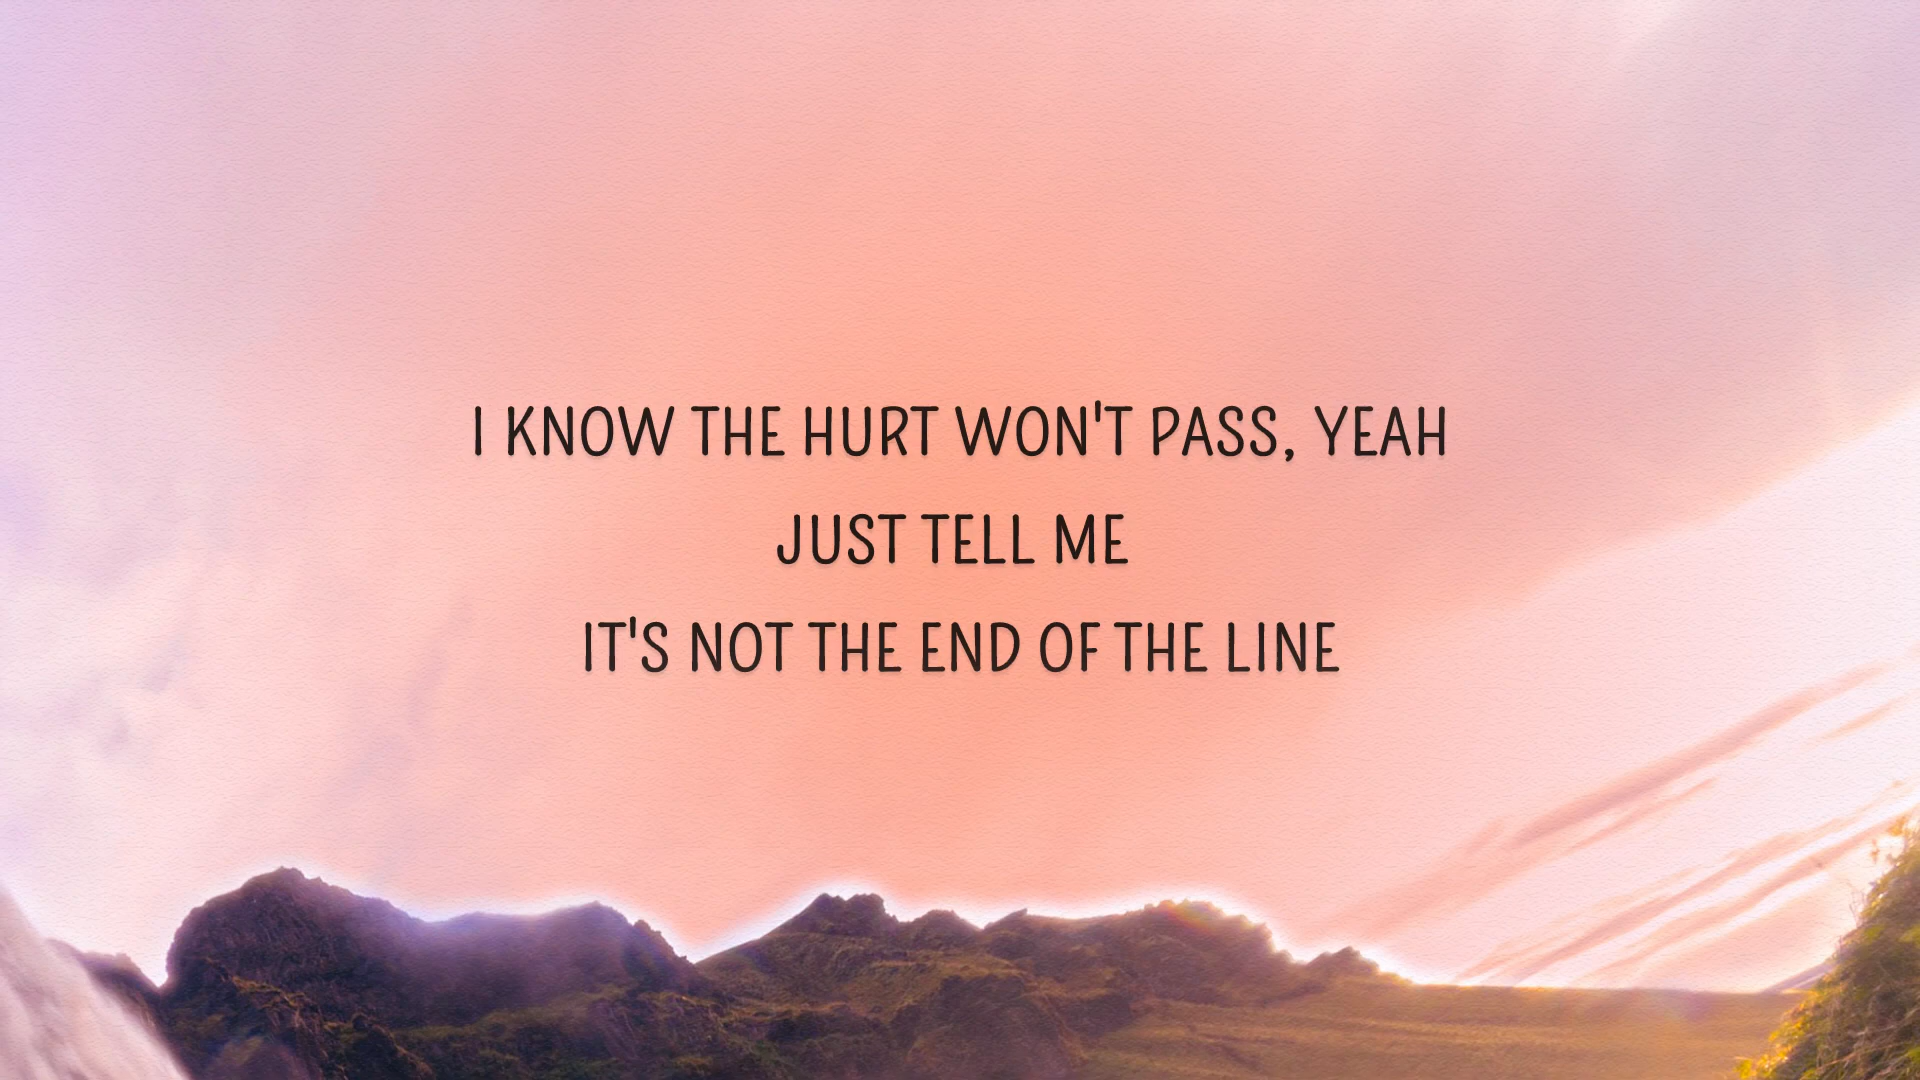 I KNOW THE HURT WON'T PASS, YEAH
JUST TELL ME
IT'S NOT THE END OF THE LINE